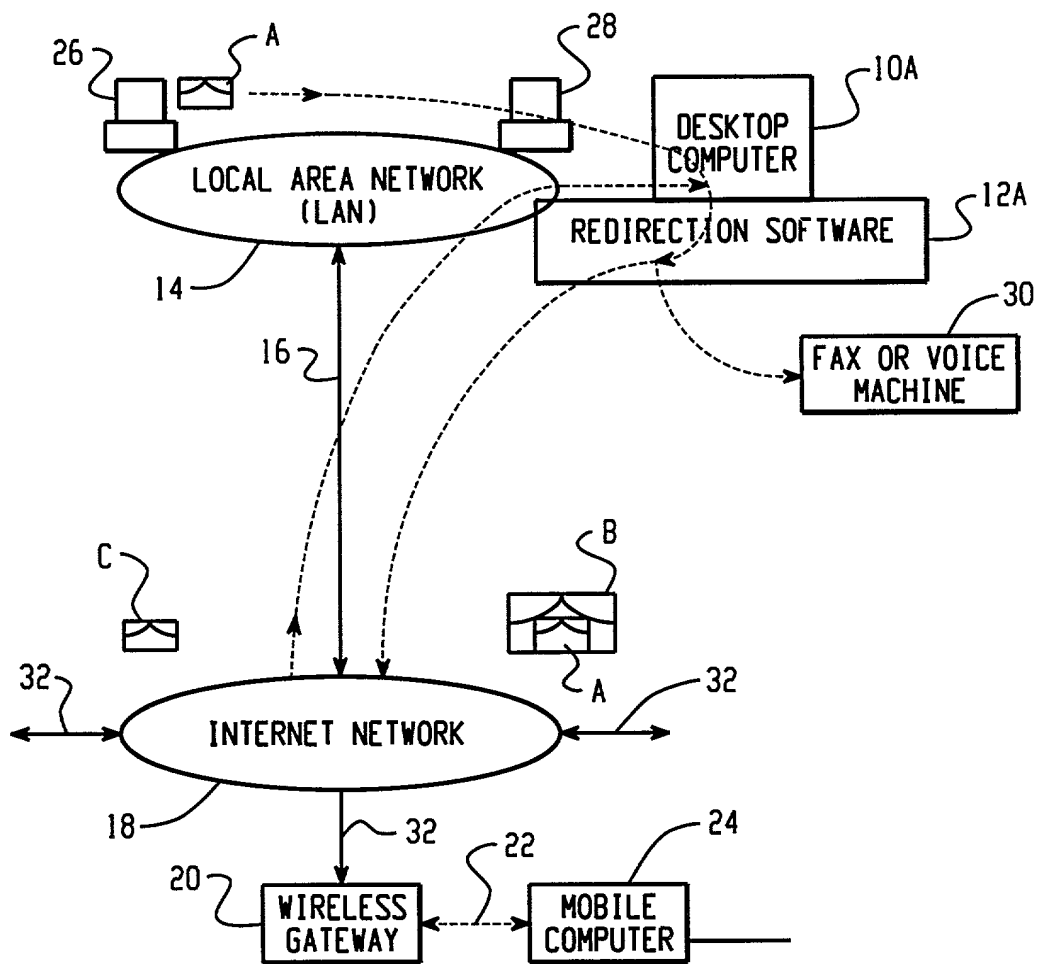 26
A
28
10A
DESKTOP
COMPUTER
LOCAL AREA NETWORK
(LAN)
12A
REDIRECTION SOFTWARE
14
30
16
FAX OR VOICE
MACHINE
C
B
A
32
32
INTERNET NETWORK
18
32
22
24
20
WIRELESS
GATEWAY
MOBILE
COMPUTER